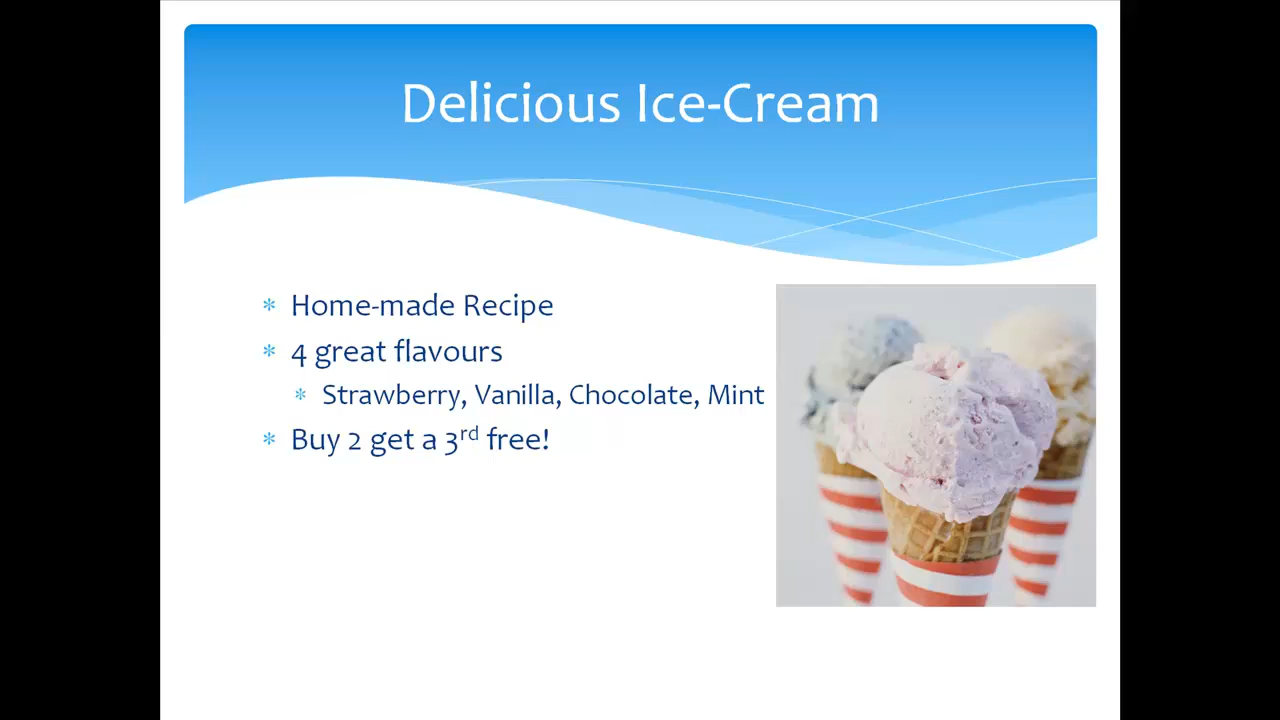 Delicious Ice-Cream
Home-made Recipe
4 great flavours
Strawberry, Vanilla, Chocolate, Mint
Buy 2 get a 3rd free!